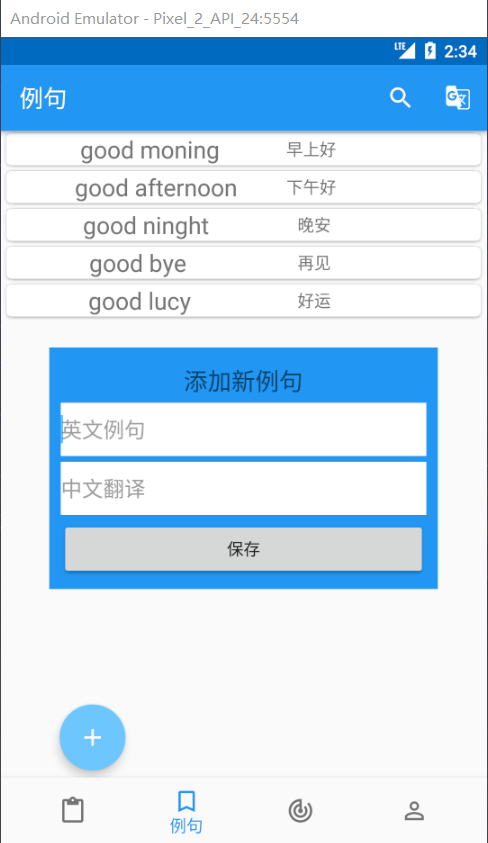 Android Emulator - Pixel_2_API_24:5554
LTE 2:34
例句
good moning 早上好
good afternoon 下午好
good ninght 晚安
good bye 再见
good lucy 好运
添加新例句
英文例句
中文翻译
保存
例句